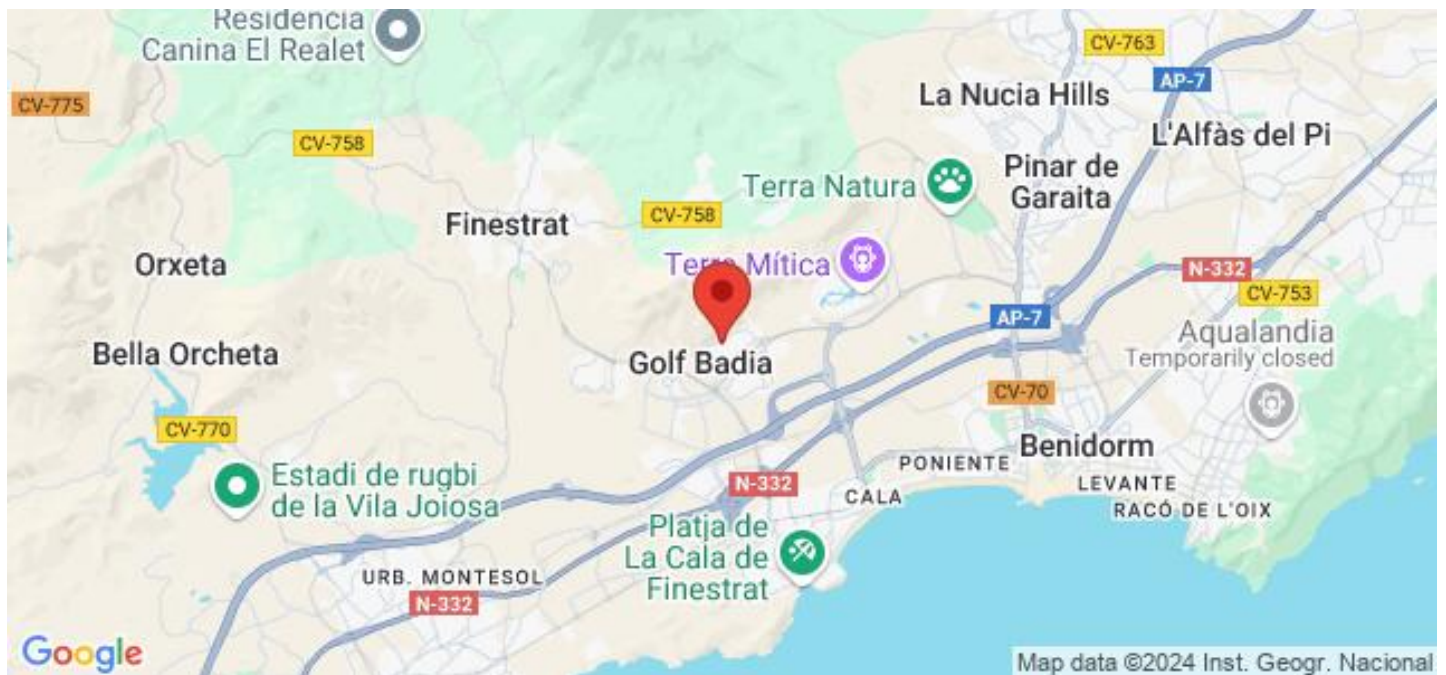 Residencia
Canina El Realet
CV-763
AP-7
La Nucia Hills
CV-775
L'Alfàs del Pi
CV-758
Pinar de
Garaita
Terra Natura
CV-758
Finestrat
Orxeta
Terra Mítica
N-332
CV-753
AP-7
Aqualandia
Temporarily closed
Bella Orcheta
Golf Badia
CV-70
CV-770
Benidorm
PONIENTE
Estadi de rugbi
de la Vila Joiosa
N-332
CALA
LEVANTE
RACÓ DE L'OIX
Platja de
La Cala de
Finestrat
URB. MONTESOL
N-332
Google
Map data ©2024 Inst. Geogr. Nacional